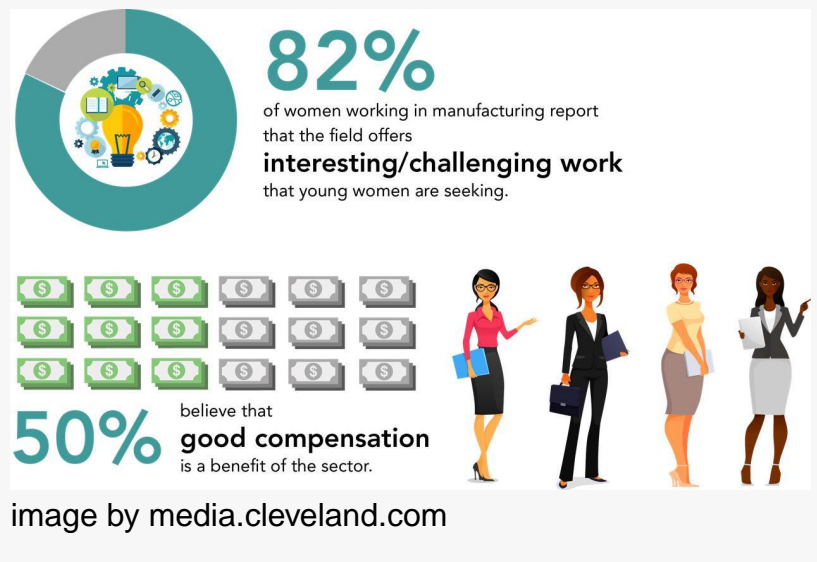 82%
of women working in manufacturing report
that the field offers
interesting/challenging work
that young women are seeking.
$ $ $ $ $ $
$ $ $ $ $ $
$ $ $ $ $ $
50%
believe that
good compensation
is a benefit of the sector.
image by media.cleveland.com